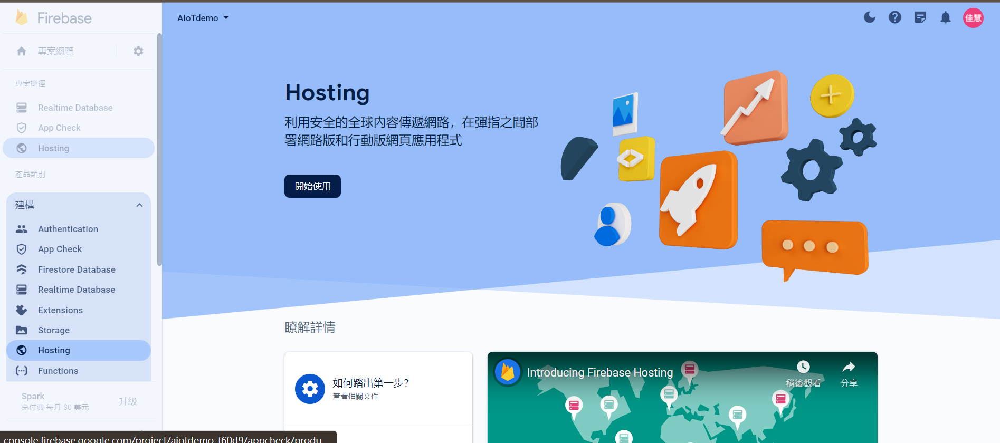 Firebase
AIoTdemo
佳慧
專案總覽
專案捷徑
Realtime Database
App Check
Hosting
產品類別
建構
Authentication
App Check
Firestore Database
Realtime Database
Extensions
Storage
Hosting
Functions
Spark
免付費 每月 $0 美元
升級
Hosting
利用安全的全球內容傳遞網路，在彈指之間部
署網路版和行動版網頁應用程式
開始使用
瞭解詳情
如何踏出第一步？
查看相關文件
Introducing Firebase Hosting
稍後觀看
分享
console.firebase.google.com/project/aiotdemo-f60d9/appcheck/produ...